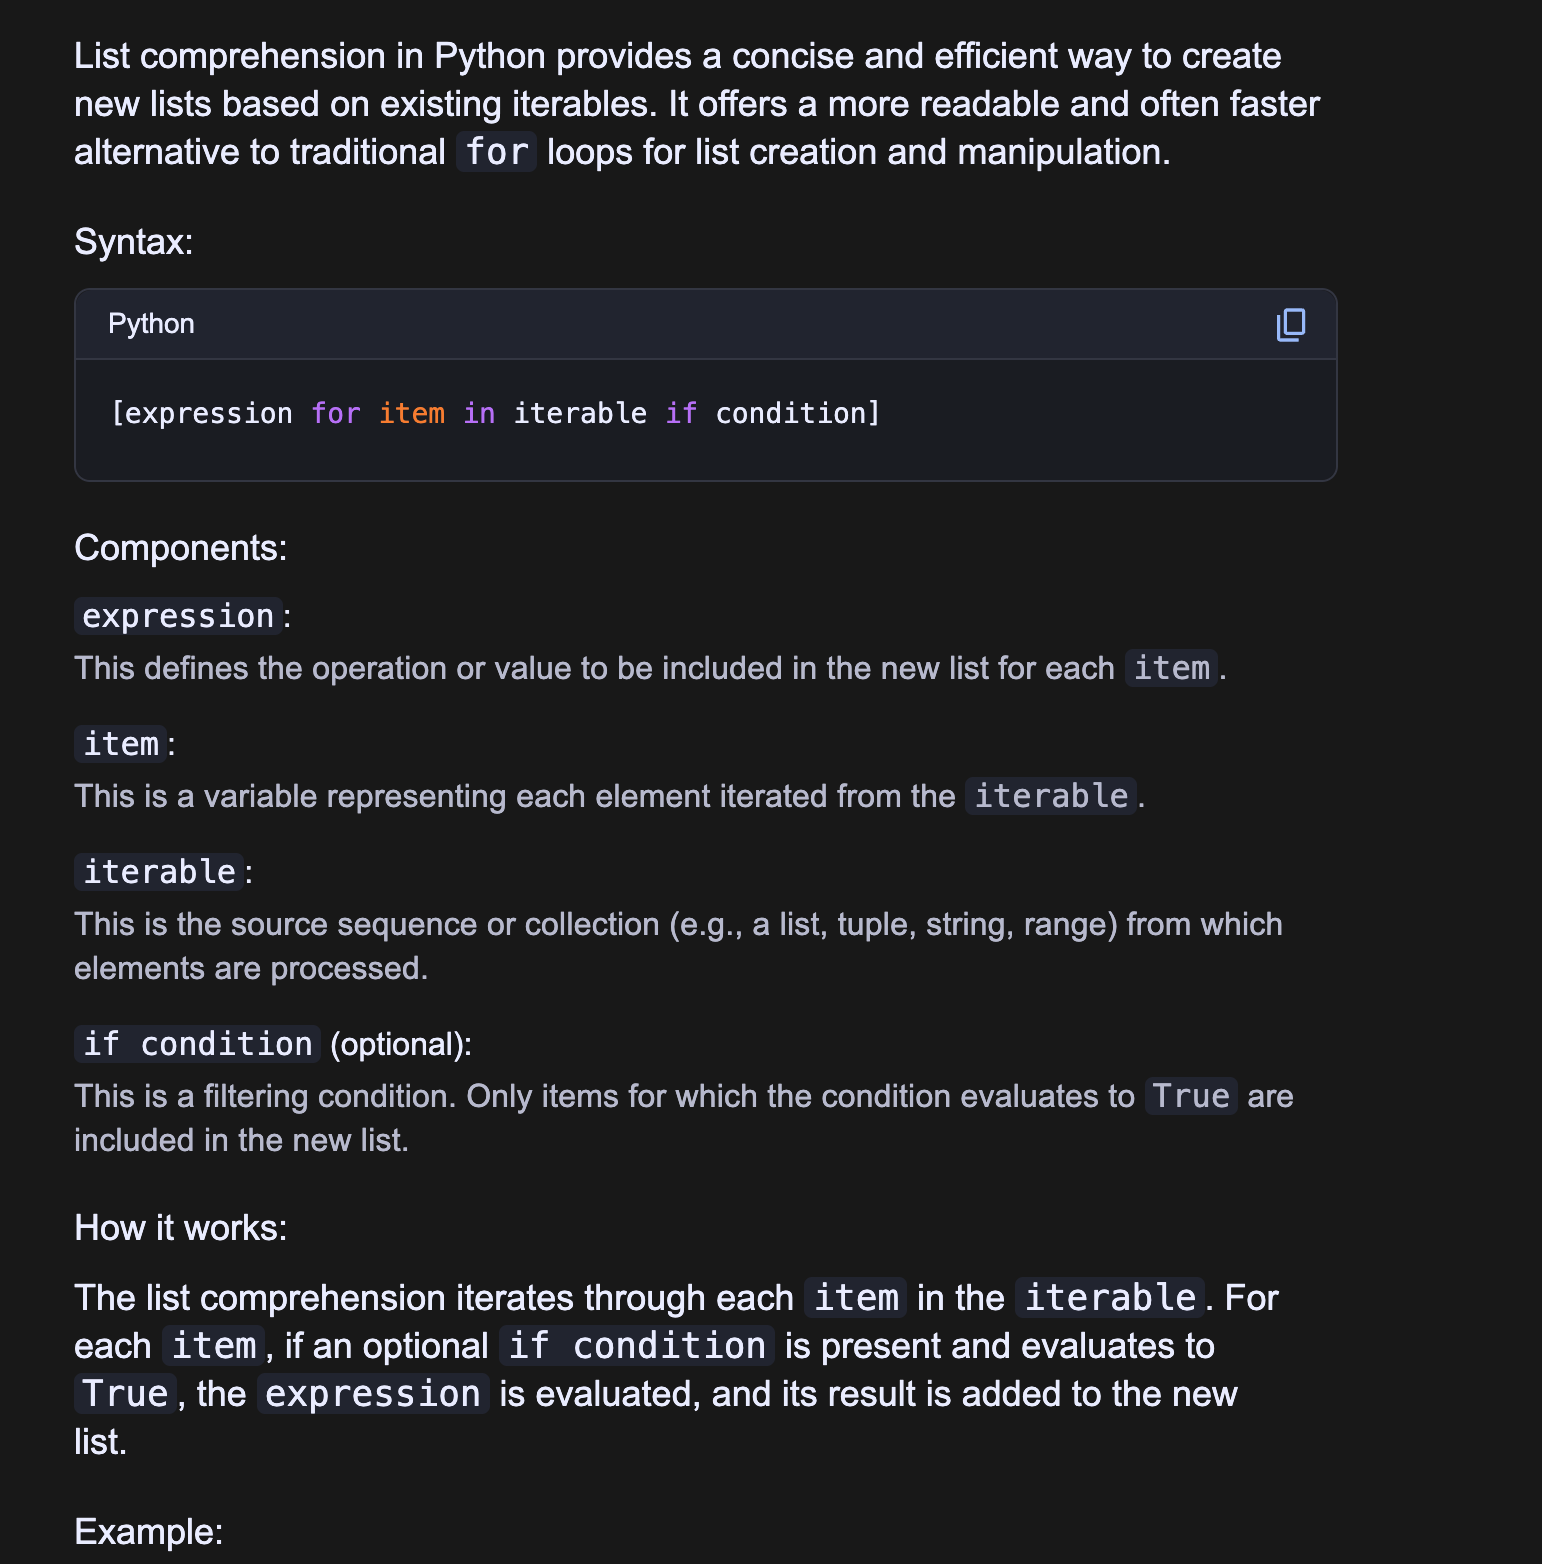 List comprehension in Python provides a concise and efficient way to create
new lists based on existing iterables. It offers a more readable and often faster
alternative to traditional for loops for list creation and manipulation.
Syntax:
Python
[expression for item in iterable if condition]
Components:
expression:
This defines the operation or value to be included in the new list for each item.
item:
This is a variable representing each element iterated from the iterable.
iterable:
This is the source sequence or collection (e.g., a list, tuple, string, range) from which
elements are processed.
if condition (optional):
This is a filtering condition. Only items for which the condition evaluates to True are
included in the new list.
How it works:
The list comprehension iterates through each item in the iterable. For
each item, if an optional if condition is present and evaluates to
True, the expression is evaluated, and its result is added to the new
list.
Example: